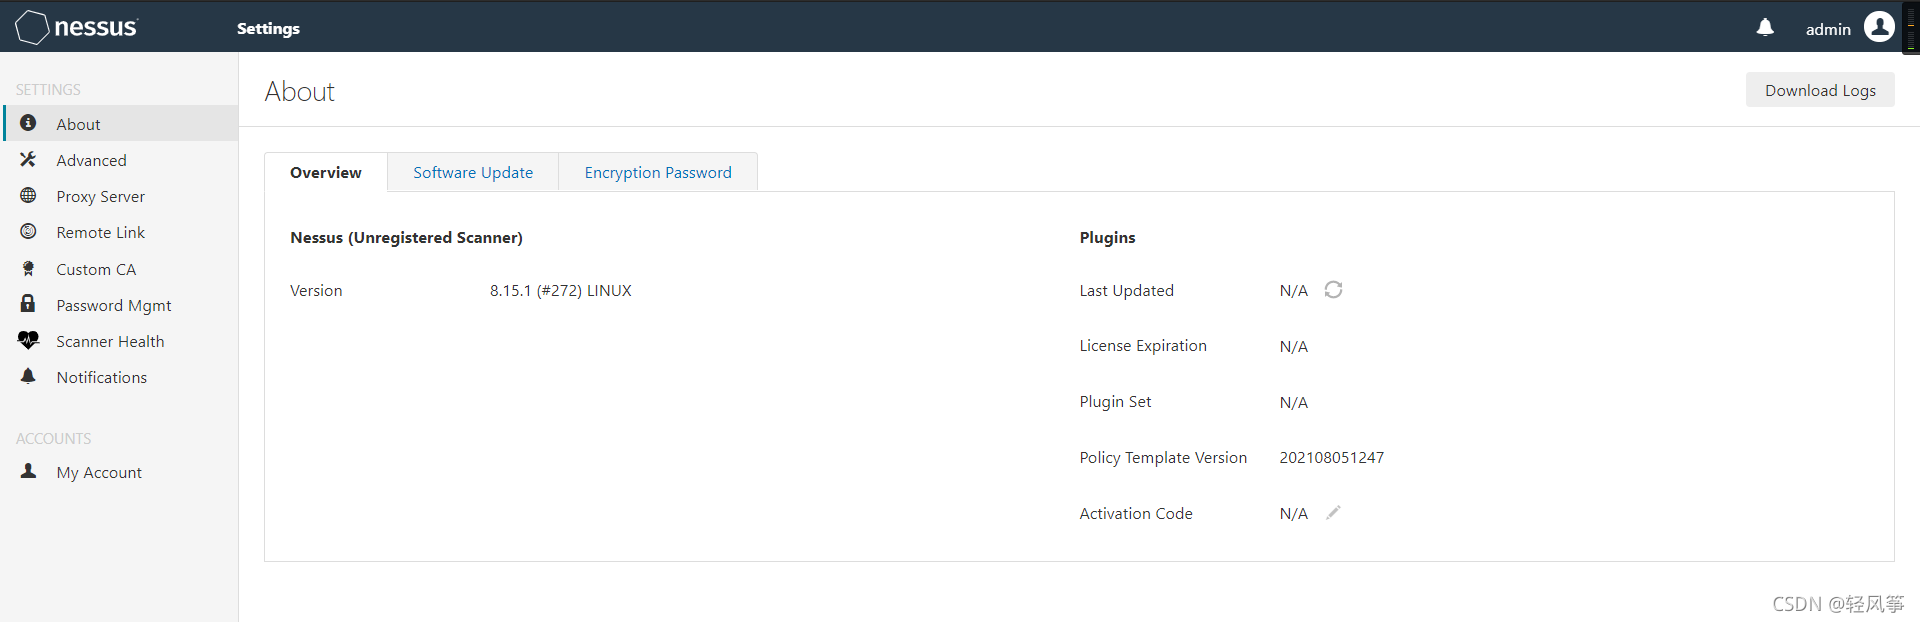 nessus
Settings
admin
SETTINGS
About
Advanced
Proxy Server
Remote Link
Custom CA
Password Mgmt
Scanner Health
Notifications
ACCOUNTS
My Account
About
Download Logs
Overview
Software Update
Encryption Password
Nessus (Unregistered Scanner)
Version 8.15.1 (#272) LINUX
Plugins
Last Updated N/A
License Expiration N/A
Plugin Set N/A
Policy Template Version 202108051247
Activation Code N/A
CSDN @轻风筝